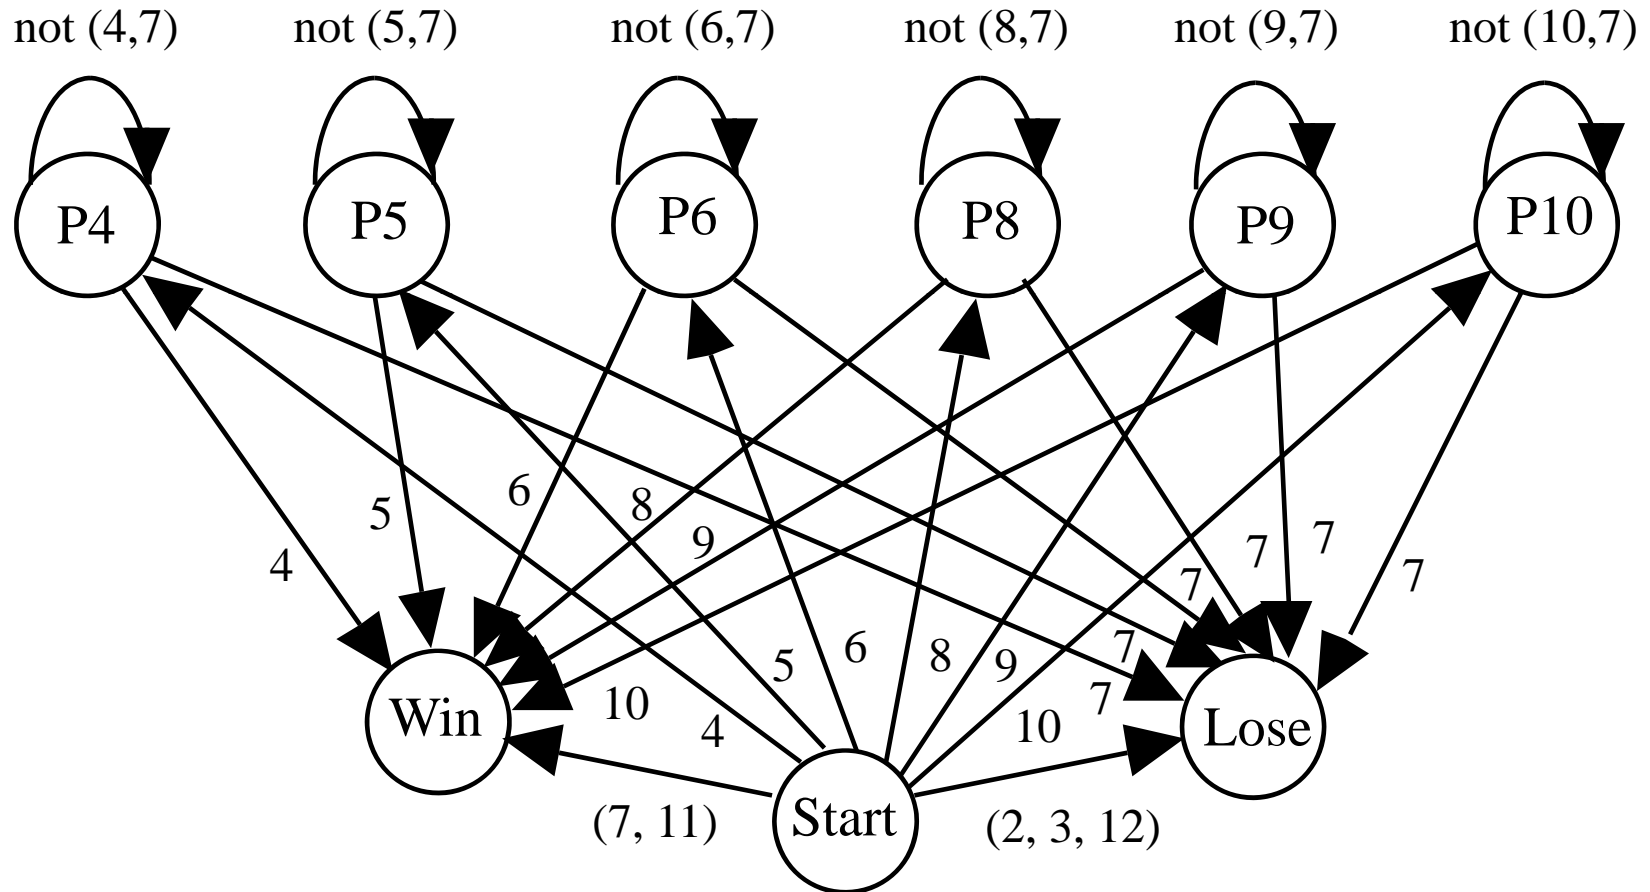 not (4,7)
not (5,7)
not (6,7)
not (8,7)
not (9,7)
not (10,7)
P4
P5
P6
P8
P9
P10
6
8
5
9
4
7
7
7
7
5
6
8
9
7
7
10
4
10
Win
Lose
Start
(7, 11)
(2, 3, 12)